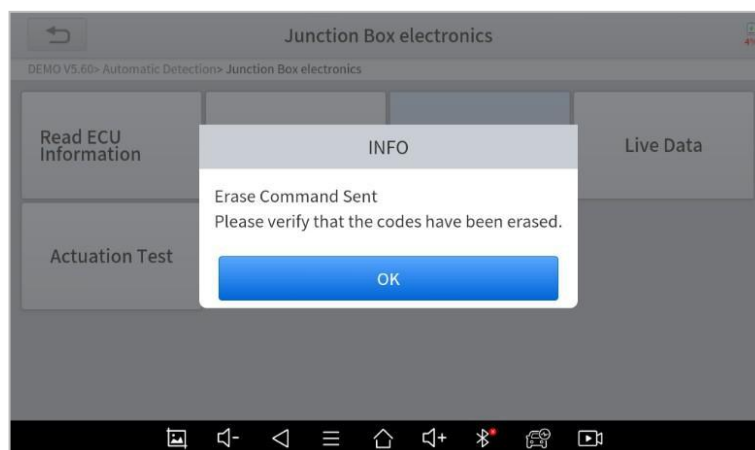 Junction Box electronics
DEMO V5.60> Automatic Detection> Junction Box electronics
Read ECU
Information
INFO
Live Data
Erase Command Sent
Please verify that the codes have been erased.
Actuation Test
OK